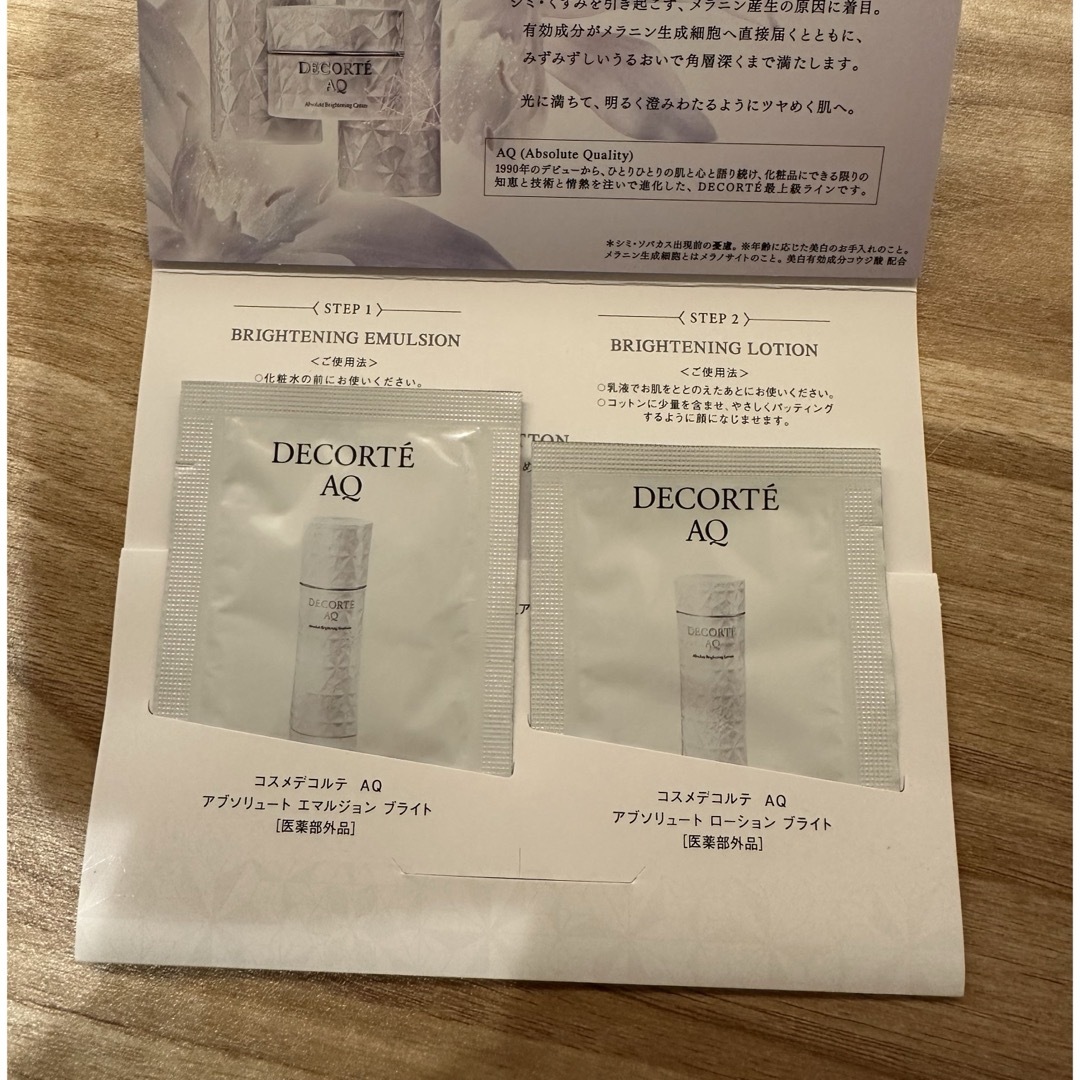 シミ・くすみを引き起こす、メラニン産生の原因に着目。
有効成分がメラニン生成細胞へ直接届くとともに、
みずみずしいうるおいで角層深くまで満たします。
光に満ちて、明るく澄みわたるようにツヤめく肌へ。
DECORTÉ
AQ
Absolute Brightening Cream
AQ (Absolute Quality)
1990年のデビューから、ひとりひとりの肌と心と語り続け、化粧品にできる限りの
知恵と技術と情熱を注いで進化した、DECORTÉ最上級ラインです。
*シミ・ソバカス出現前の憂慮。※年齢に応じた美白のお手入れのこと。
メラニン生成細胞とはメラノサイトのこと。美白有効成分コウジ酸 配合
STEP 1
BRIGHTENING EMULSION
<ご使用法>
○化粧水の前にお使いください。
STEP 2
BRIGHTENING LOTION
<ご使用法>
○乳液でお肌をととのえたあとにお使いください。
○コットンに少量を含ませ、やさしくパッティング
するように顔になじませます。
DECORTÉ
AQ
DECORTÉ
AQ
Absolute Brightening Emulsion
DECORTÉ
AQ
DECORTÉ
AQ
Absolute Brightening Lotion
コスメデコルテ AQ
アブソリュート エマルジョン ブライト
[医薬部外品]
コスメデコルテ AQ
アブソリュート ローション ブライト
[医薬部外品]